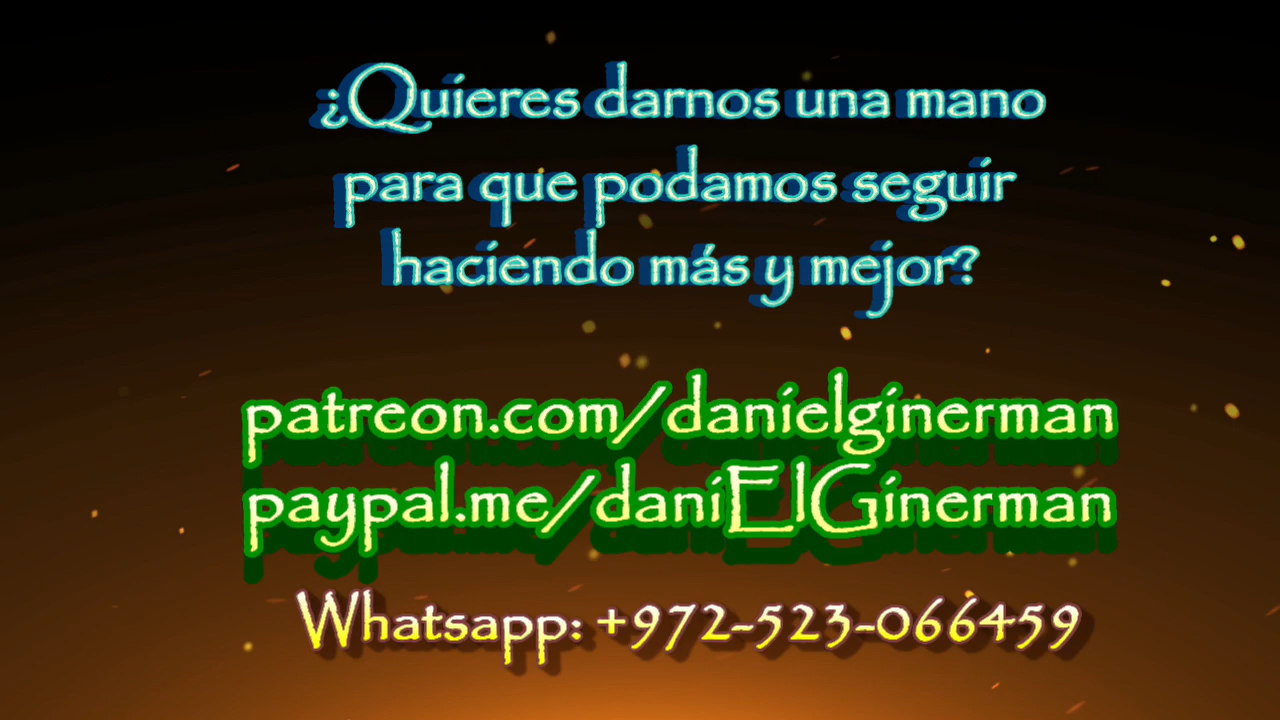 ¿Quieres darnos una mano
para que podamos seguir
haciendo más y mejor?
patreon.com/danielginerman
paypal.me/daniElGinerman
Whatsapp: +972-523-066459